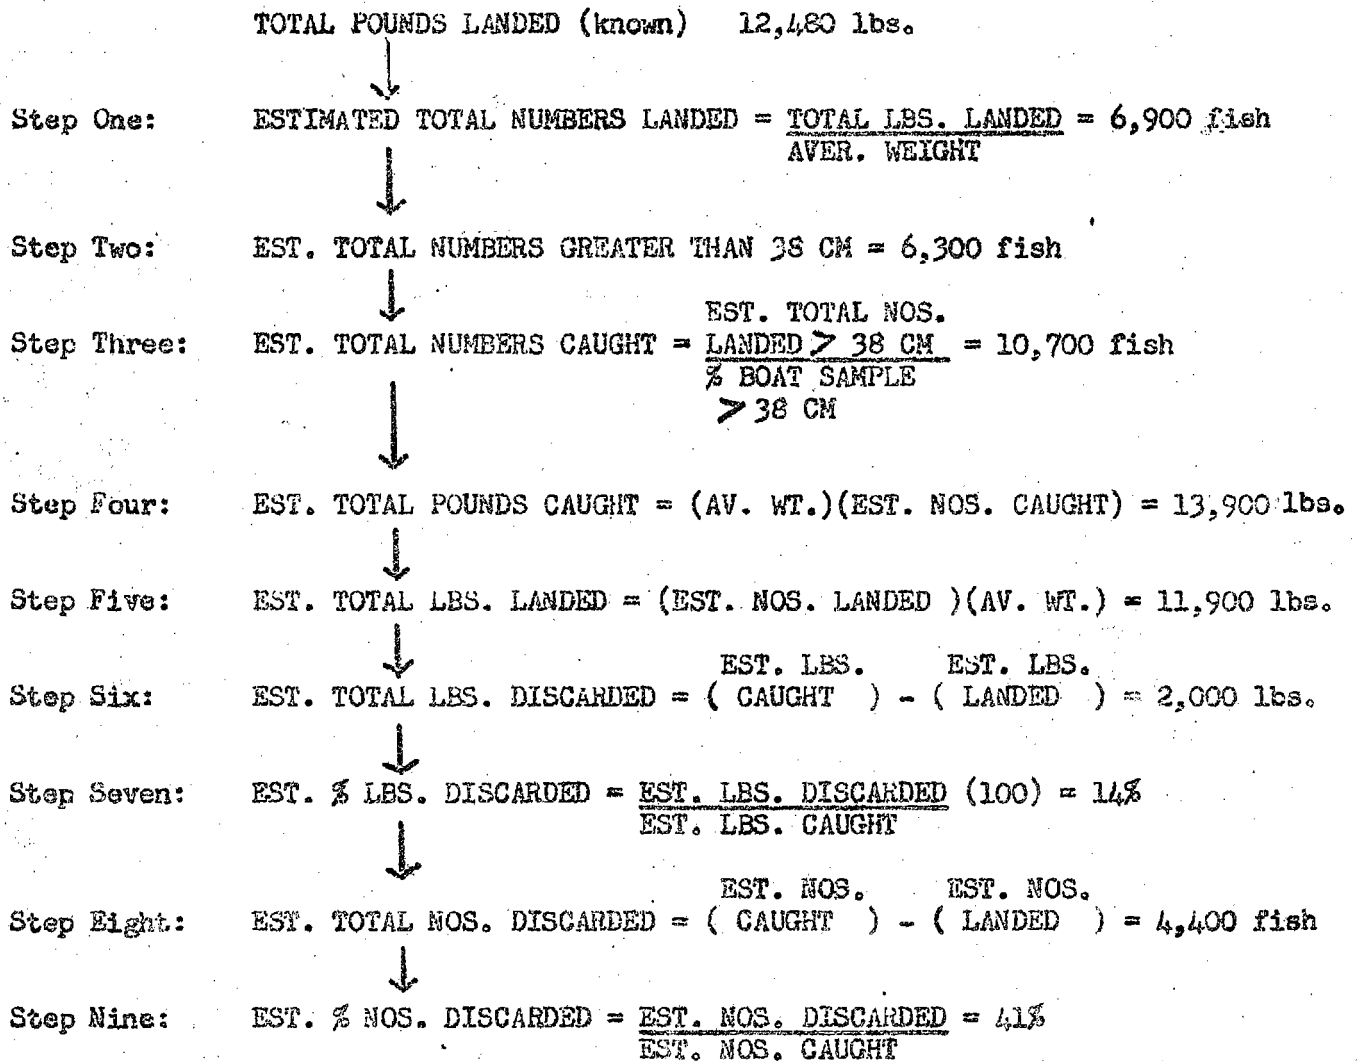 TOTAL POUNDS LANDED (known) 12,480 lbs.
Step One: ESTIMATED TOTAL NUMBERS LANDED = TOTAL LBS. LANDED = 6,900 fish
AVER. WEIGHT
Step Two: EST. TOTAL NUMBERS GREATER THAN 38 CM = 6,300 fish
EST. TOTAL NOS.
Step Three: EST. TOTAL NUMBERS CAUGHT = LANDED > 38 CM = 10,700 fish
% BOAT SAMPLE
> 38 CM
Step Four: EST. TOTAL POUNDS CAUGHT = (AV. WT.)(EST. NOS. CAUGHT) = 13,900 lbs.
Step Five: EST. TOTAL LBS. LANDED = (EST. NOS. LANDED )(AV. WT.) = 11,900 lbs.
EST. LBS. EST. LBS.
Step Six: EST. TOTAL LBS. DISCARDED = ( CAUGHT ) - ( LANDED ) = 2,000 lbs.
Step Seven: EST. % LBS. DISCARDED = EST. LBS. DISCARDED (100) = 14%
EST. LBS. CAUGHT
EST. NOS. EST. NOS.
Step Eight: EST. TOTAL NOS. DISCARDED = ( CAUGHT ) - ( LANDED ) = 4,400 fish
Step Nine: EST. % NOS. DISCARDED = EST. NOS. DISCARDED = 41%
EST. NOS. CAUGHT